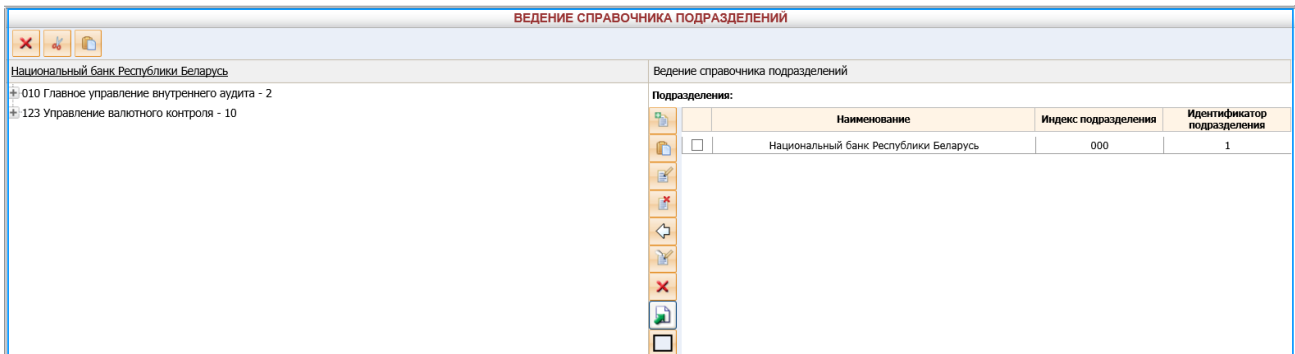 ВЕДЕНИЕ СПРАВОЧНИКА ПОДРАЗДЕЛЕНИЙ
Национальный банк Республики Беларусь
010 Главное управление внутреннего аудита - 2
123 Управление валютного контроля - 10
Ведение справочника подразделений
Подразделения:
Наименование Индекс подразделения Идентификатор
подразделения
Национальный банк Республики Беларусь 000 1